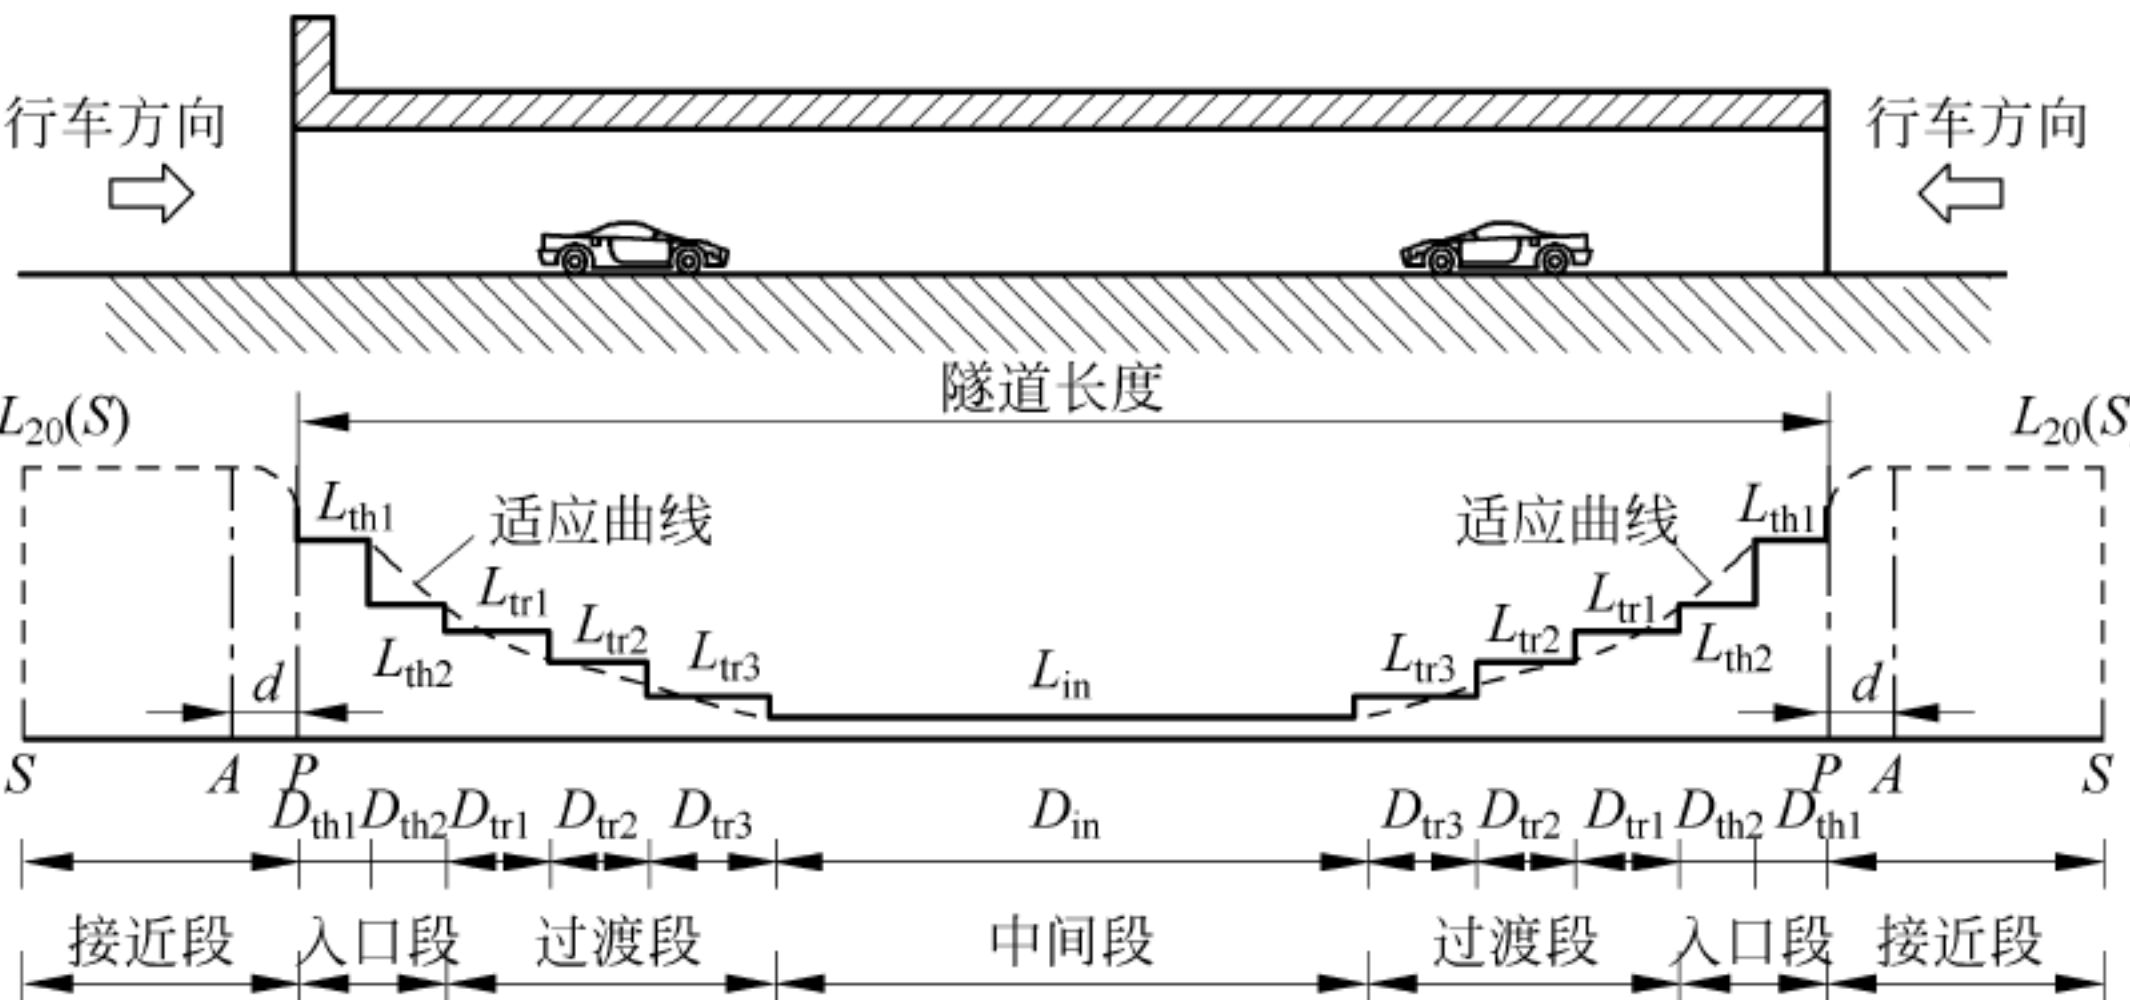 行车方向 行车方向
隧道长度
L20(S) L20(S
Lth1 适应曲线 适应曲线 Lth1
Ltr1 Ltr1
Ltr2 Ltr2
Lth2 Ltr3 Lin Ltr3 Lth2
d d
S A P P A S
Dth1 Dth2 Dtr1 Dtr2 Dtr3 Din Dtr3 Dtr2 Dtr1 Dth2 Dth1
接近段 入口段 过渡段 中间段 过渡段 入口段 接近段